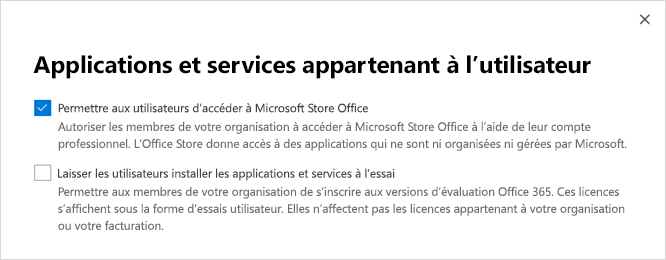 Applications et services appartenant à l’utilisateur
Permettre aux utilisateurs d’accéder à Microsoft Store Office
Autoriser les membres de votre organisation à accéder à Microsoft Store Office à l’aide de leur compte
professionnel. L’Office Store donne accès à des applications qui ne sont ni organisées ni gérées par Microsoft.
Laisser les utilisateurs installer les applications et services à l’essai
Permettre aux membres de votre organisation de s’inscrire aux versions d’évaluation Office 365. Ces licences
s’affichent sous la forme d’essais utilisateur. Elles n’affectent pas les licences appartenant à votre organisation
ou votre facturation.